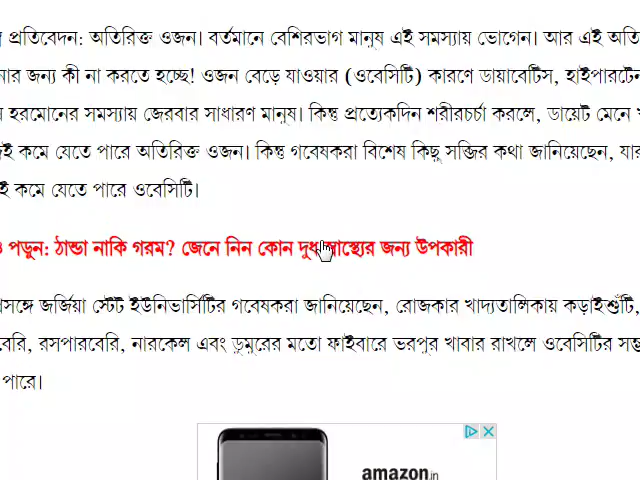 প্রতিবেদন: অতিরিক্ত ওজন। বর্তমানে বেশিরভাগ মানুষ এই সমস্যায় ভোগেন। আর এই অতি
জন্য কী না করতে হচ্ছে! ওজন বেড়ে যাওয়ার (ওবেসিটি) কারণে ডায়াবেটিস, হাইপারটেন
হরমোনের সমস্যায় জেরবার সাধারণ মানুষ। কিন্তু প্রত্যেকদিন শরীরচর্চা করলে, ডায়েট মেনে
কমে যেতে পারে অতিরিক্ত ওজন। কিন্তু গবেষকরা বিশেষ কিছু সব্জির কথা জানিয়েছেন, যার
কমে যেতে পারে ওবেসিটি।
পড়ুন: ঠান্ডা নাকি গরম? জেনে নিন কোন দুধ স্বাস্থ্যের জন্য উপকারী
জর্জিয়া স্টেট ইউনিভার্সিটির গবেষকরা জানিয়েছেন, রোজকার খাদ্যতালিকায় কড়াইশুঁটি,
রসপারবেরি, নারকেল এবং ডুমুরের মতো ফাইবারে ভরপুর খাবার রাখলে ওবেসিটির
পারে।
amazon.in